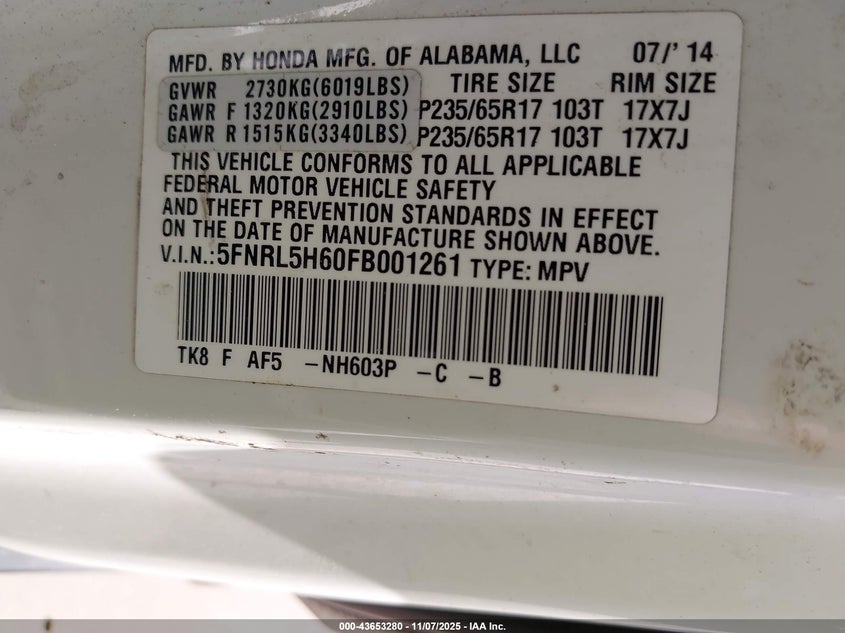 MFD. BY HONDA MFG. OF ALABAMA, LLC 07/' 14
GVWR 2730KG(6019LBS) TIRE SIZE RIM SIZE
GAWR F 1320KG(2910LBS) P235/65R17 103T 17X7J
GAWR R 1515KG(3340LBS) P235/65R17 103T 17X7J
THIS VEHICLE CONFORMS TO ALL APPLICABLE
FEDERAL MOTOR VEHICLE SAFETY
AND THEFT PREVENTION STANDARDS IN EFFECT
ON THE DATE OF MANUFACTURE SHOWN ABOVE.
V.I.N.:5FNRL5H60FB001261 TYPE: MPV
TK8 F AF5 -NH603P -C -B
000-43653280 - 11/07/2025 - IAA Inc.